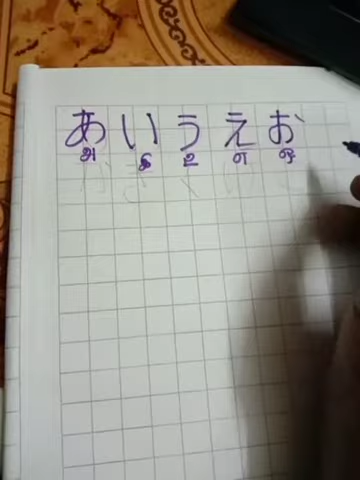 あ い う え お
அ இ உ எ ஒ